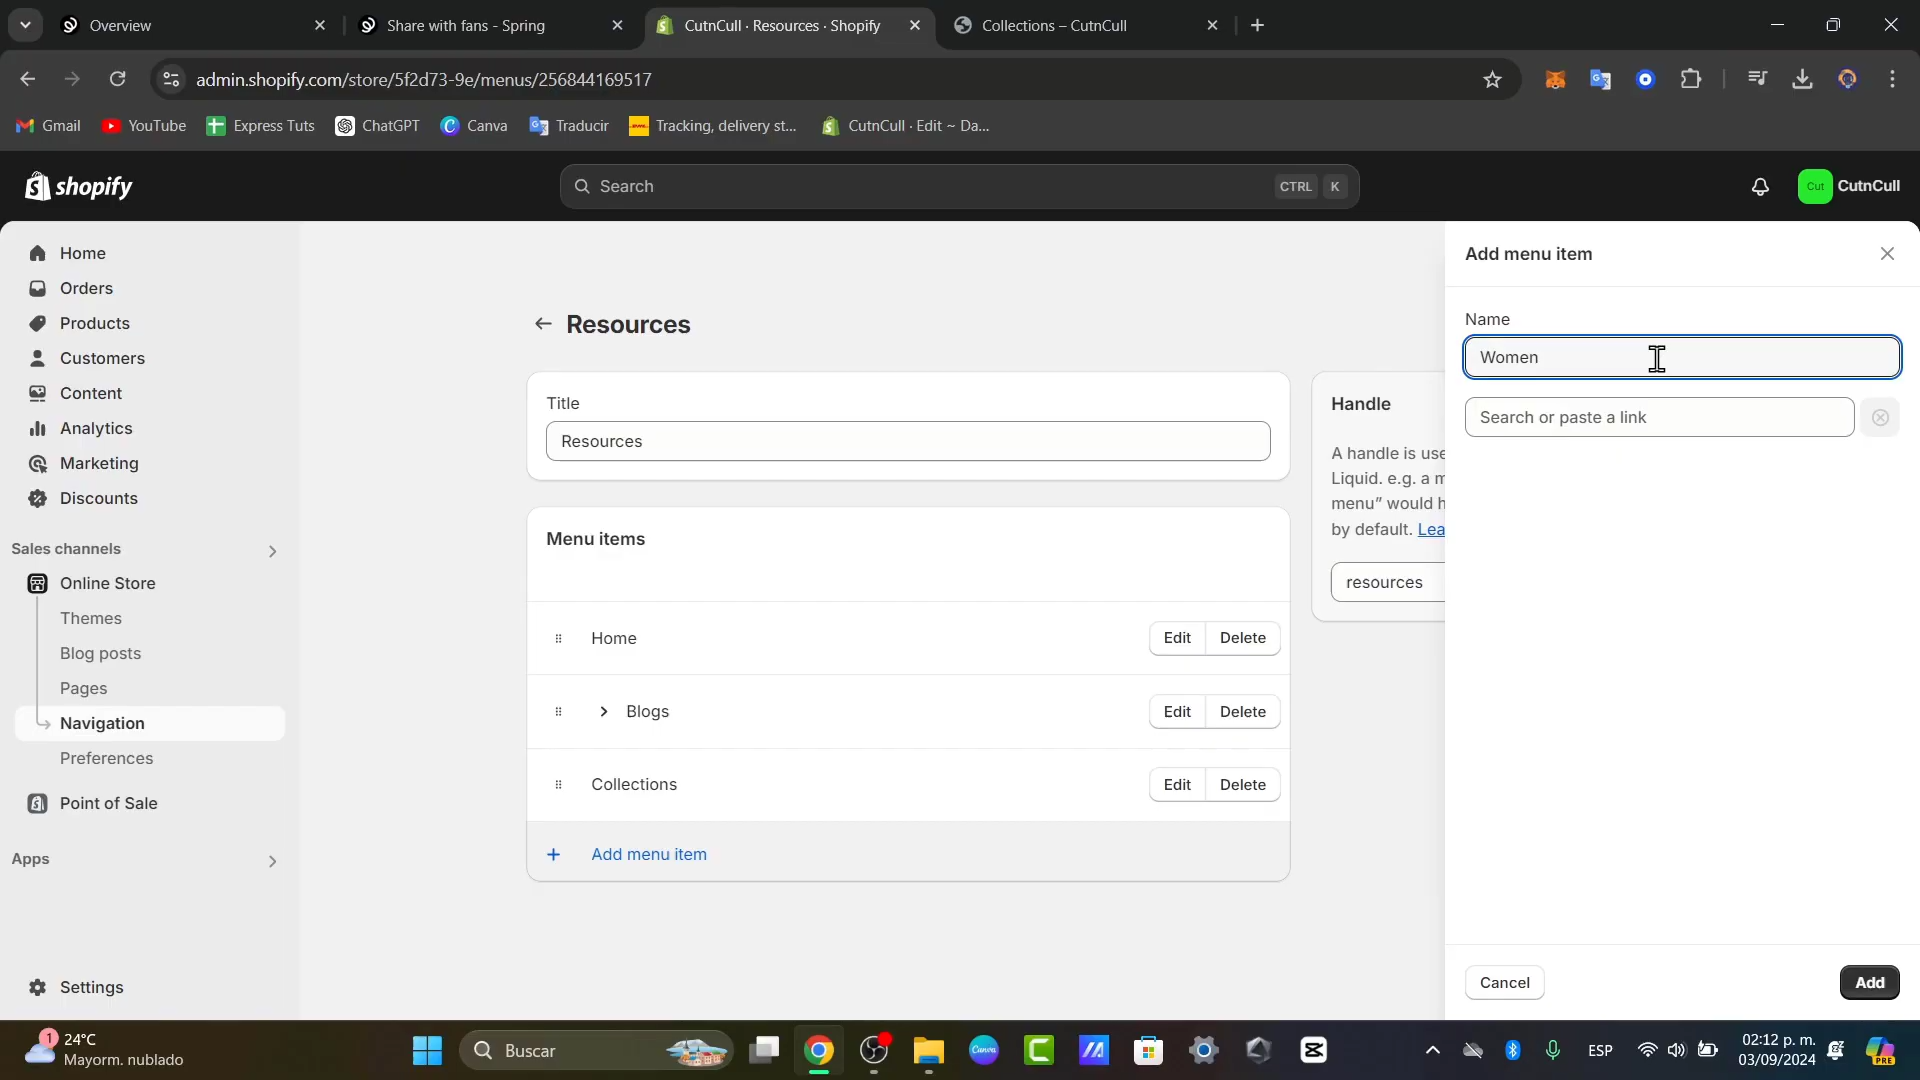 Overview
Share with fans - Spring
CutnCull · Resources · Shopify
Collections – CutnCull
admin.shopify.com/store/5f2d73-9e/menus/256844169517
Gmail
YouTube
Express Tuts
ChatGPT
Canva
Traducir
Tracking, delivery st...
CutnCull · Edit ~ Da...
shopify
Search
CTRL K
Cut
CutnCull
Home
Orders
Products
Customers
Content
Analytics
Marketing
Discounts
Sales channels
Online Store
Themes
Blog posts
Pages
Navigation
Preferences
Point of Sale
Apps
Settings
Resources
Title
Resources
Menu items
Home
Edit
Delete
Blogs
Edit
Delete
Collections
Edit
Delete
+ Add menu item
Handle
A handle is use
Liquid. e.g. a m
menu” would h
by default. Lea
resources
Add menu item
Name
Women
Search or paste a link
Cancel
Add
1
24°C
Mayorm. nublado
Buscar
Canva
ESP
02:12 p. m.
03/09/2024
PRE